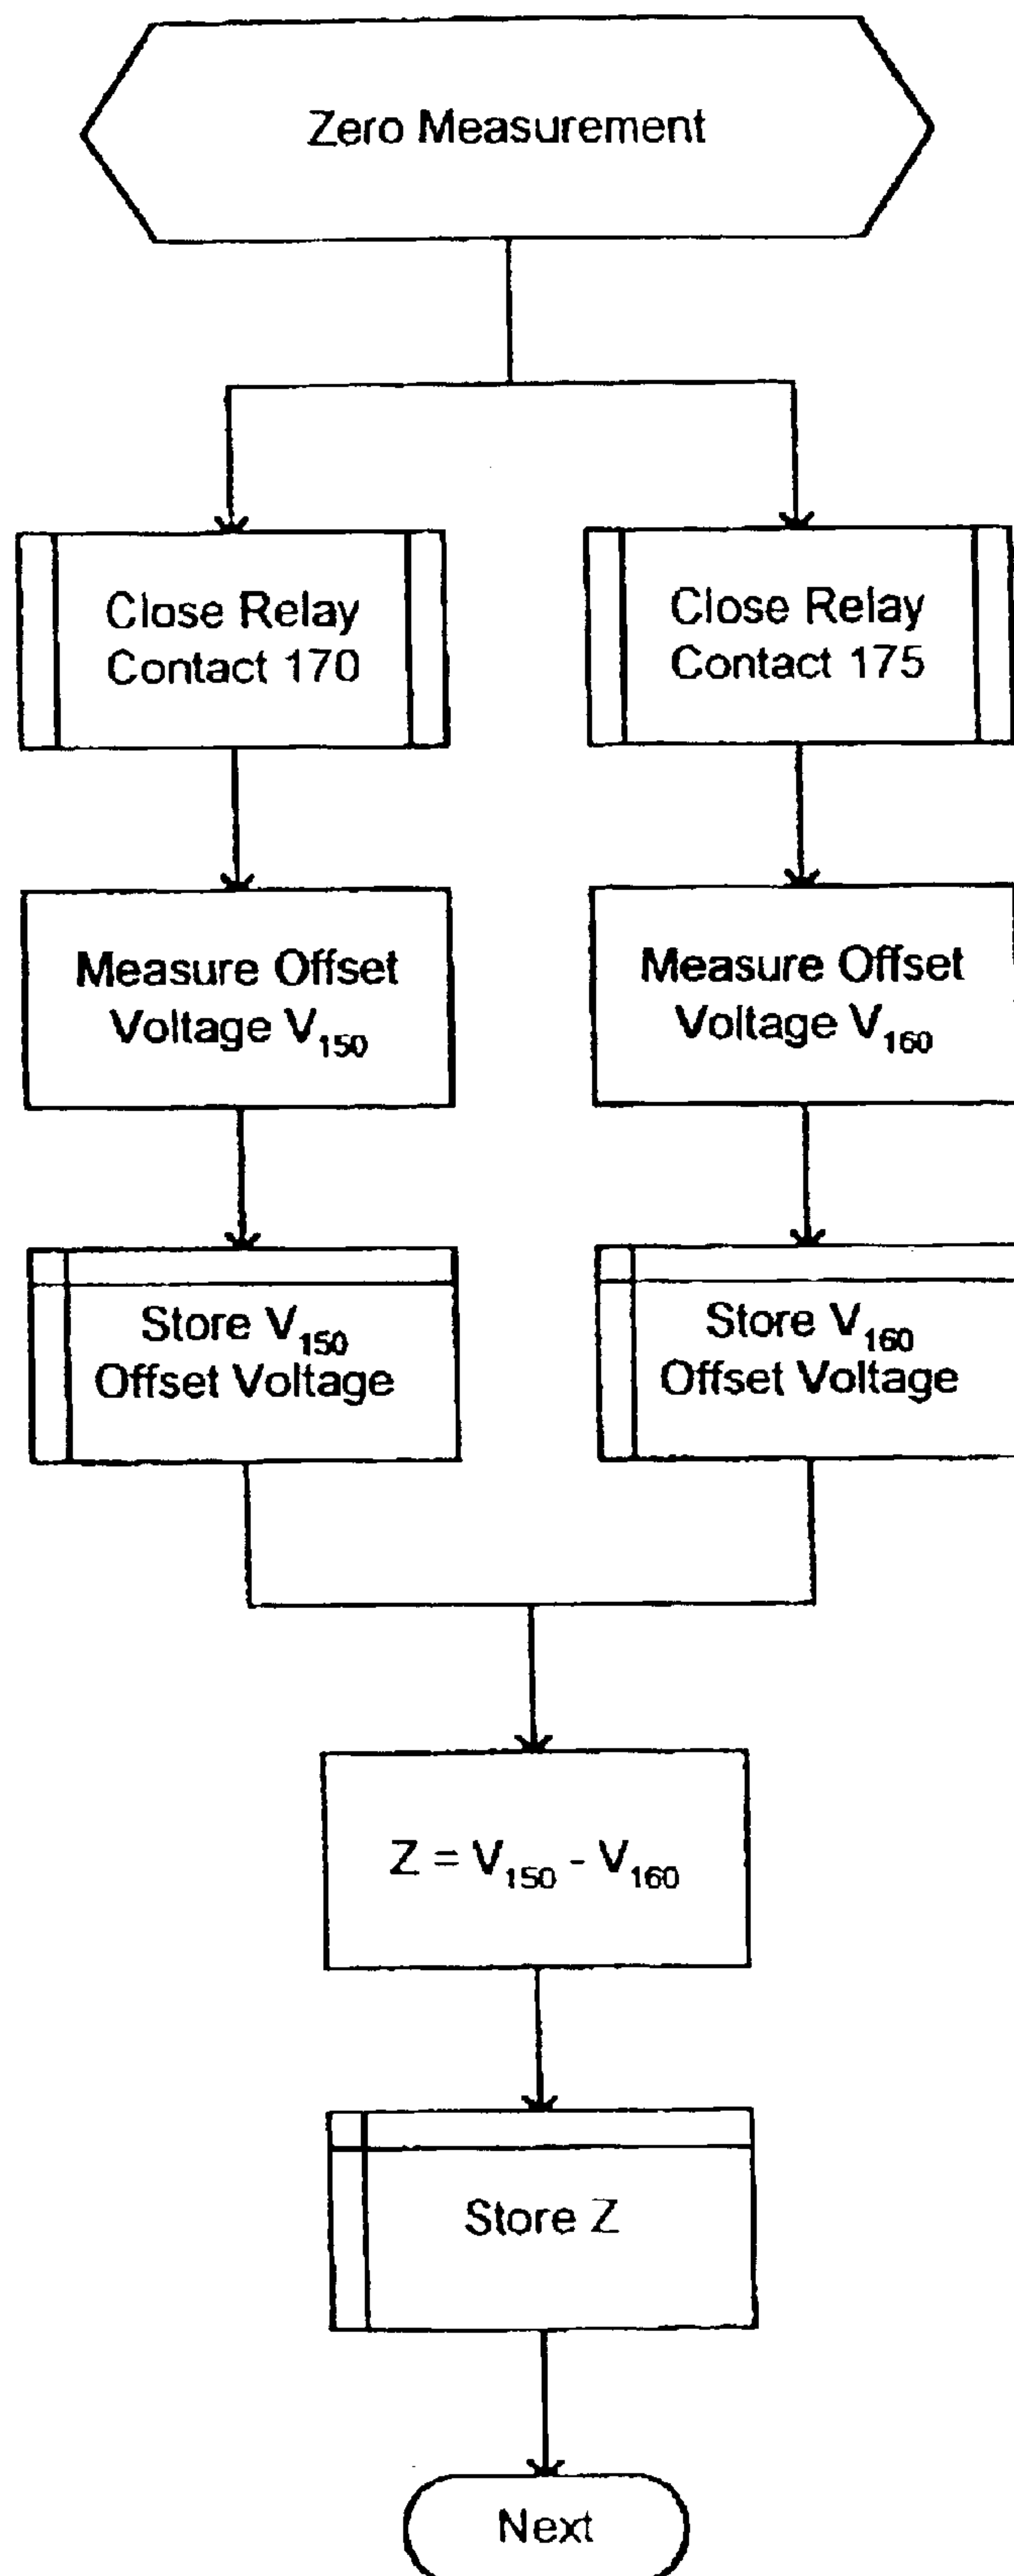 Zero Measurement
Close Relay
Contact 170
Close Relay
Contact 175
Measure Offset
Voltage V150
Measure Offset
Voltage V160
Store V150
Offset Voltage
Store V160
Offset Voltage
Z = V150 - V160
Store Z
Next